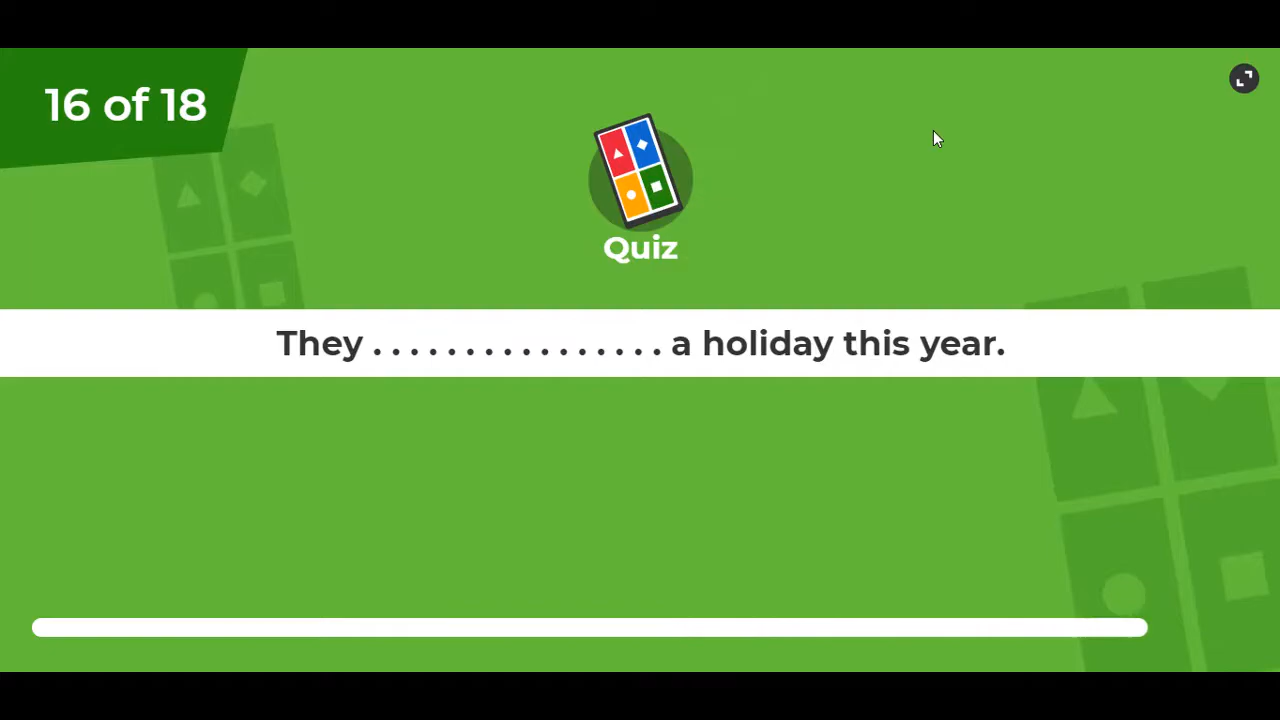 16 of 18
Quiz
They . . . . . . . . . . . . . . . . a holiday this year.